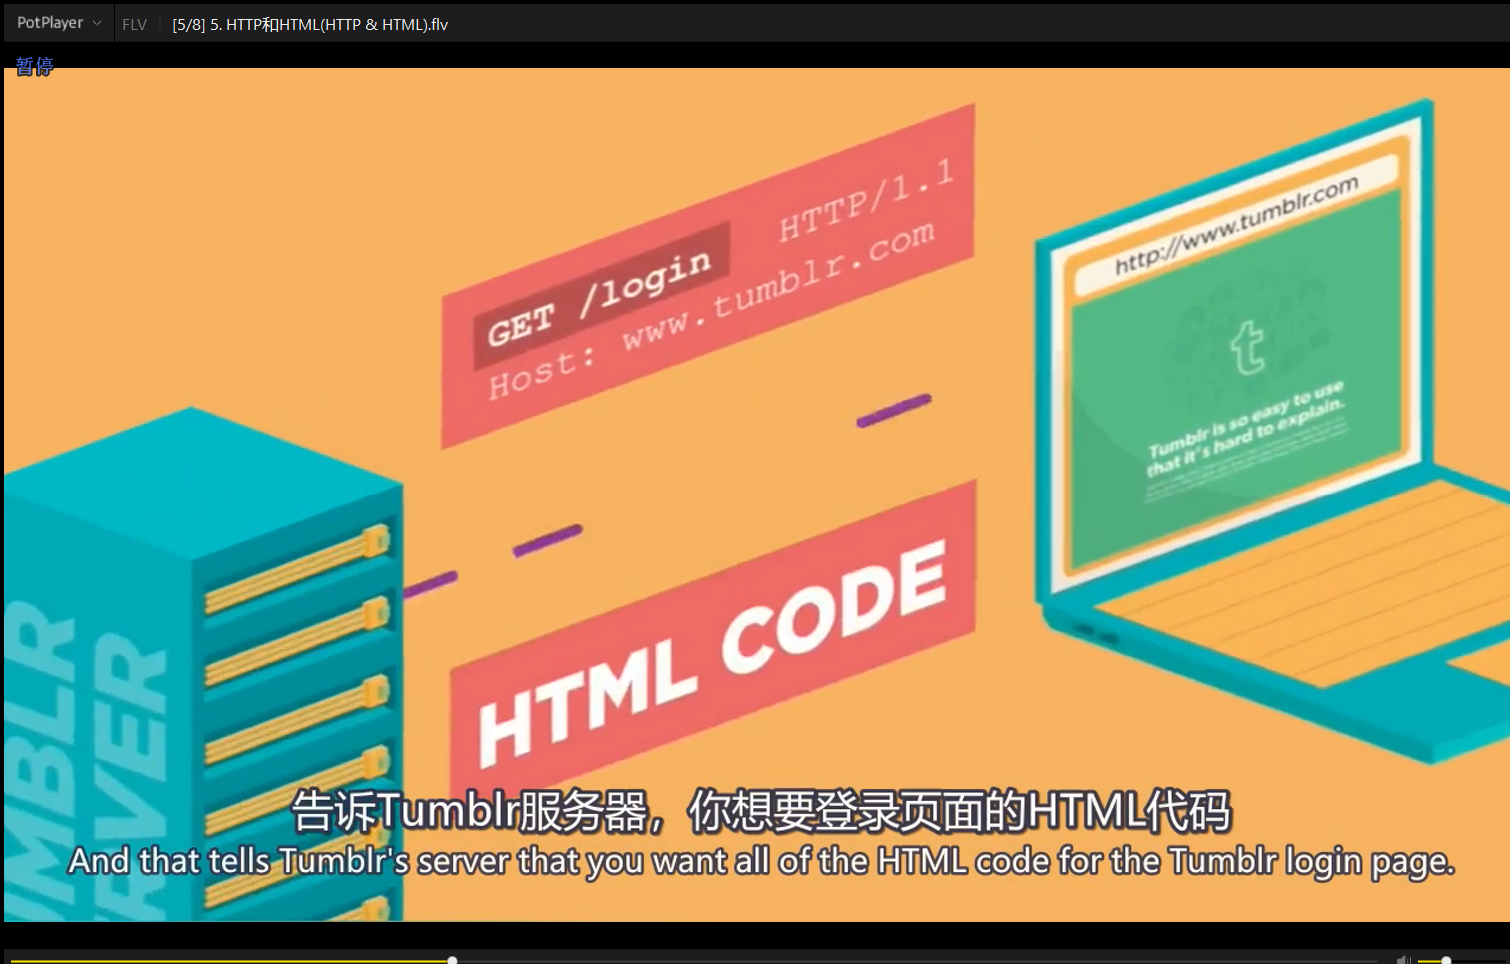 PotPlayer
FLV
[5/8] 5. HTTP和HTML(HTTP & HTML).flv
暂停
GET /login HTTP/1.1
Host: www.tumblr.com
http://www.tumblr.com
t
Tumblr is so easy to use
that it's hard to explain.
HTML CODE
告诉Tumblr服务器，你想要登录页面的HTML代码
And that tells Tumblr's server that you want all of the HTML code for the Tumblr login page.